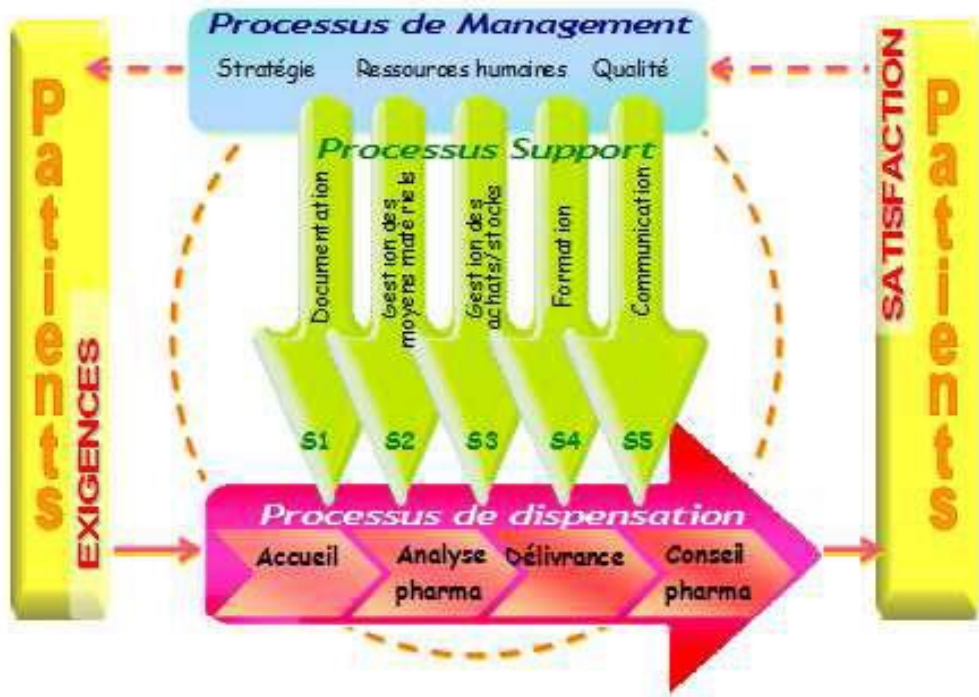 Processus de Management
Stratégie Ressources humaines Qualité
Patients
EXIGENCES
Processus Support
Documentation
Gestion des
moyens matériels
Gestion des
achats/stocks
Formation
Communication
S1 S2 S3 S4 S5
Processus de dispensation
Accueil
Analyse
pharma
Délivrance
Conseil
pharma
SATISFACTION
Patients